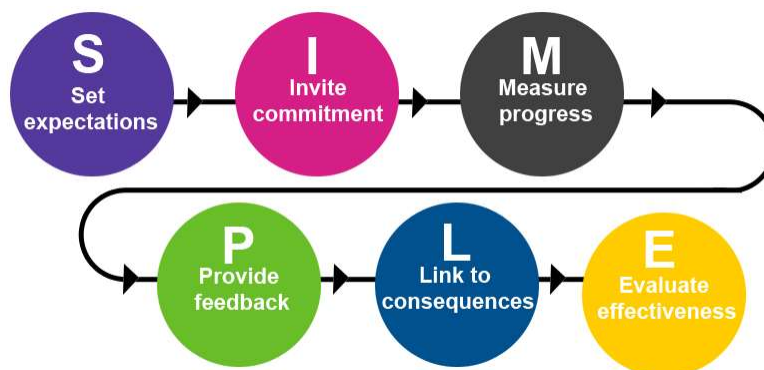 S
Set
expectations
I
Invite
commitment
M
Measure
progress
P
Provide
feedback
L
Link to
consequences
E
Evaluate
effectiveness